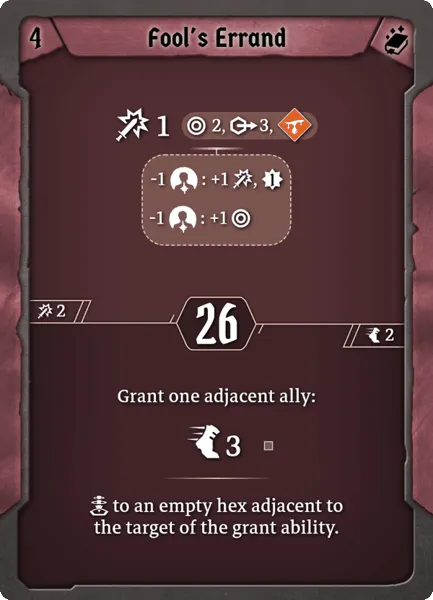 4 Fool's Errand
1 2, 3,
-1 : +1 ,
-1 : +1
2
26
2
Grant one adjacent ally:
3
to an empty hex adjacent to
the target of the grant ability.